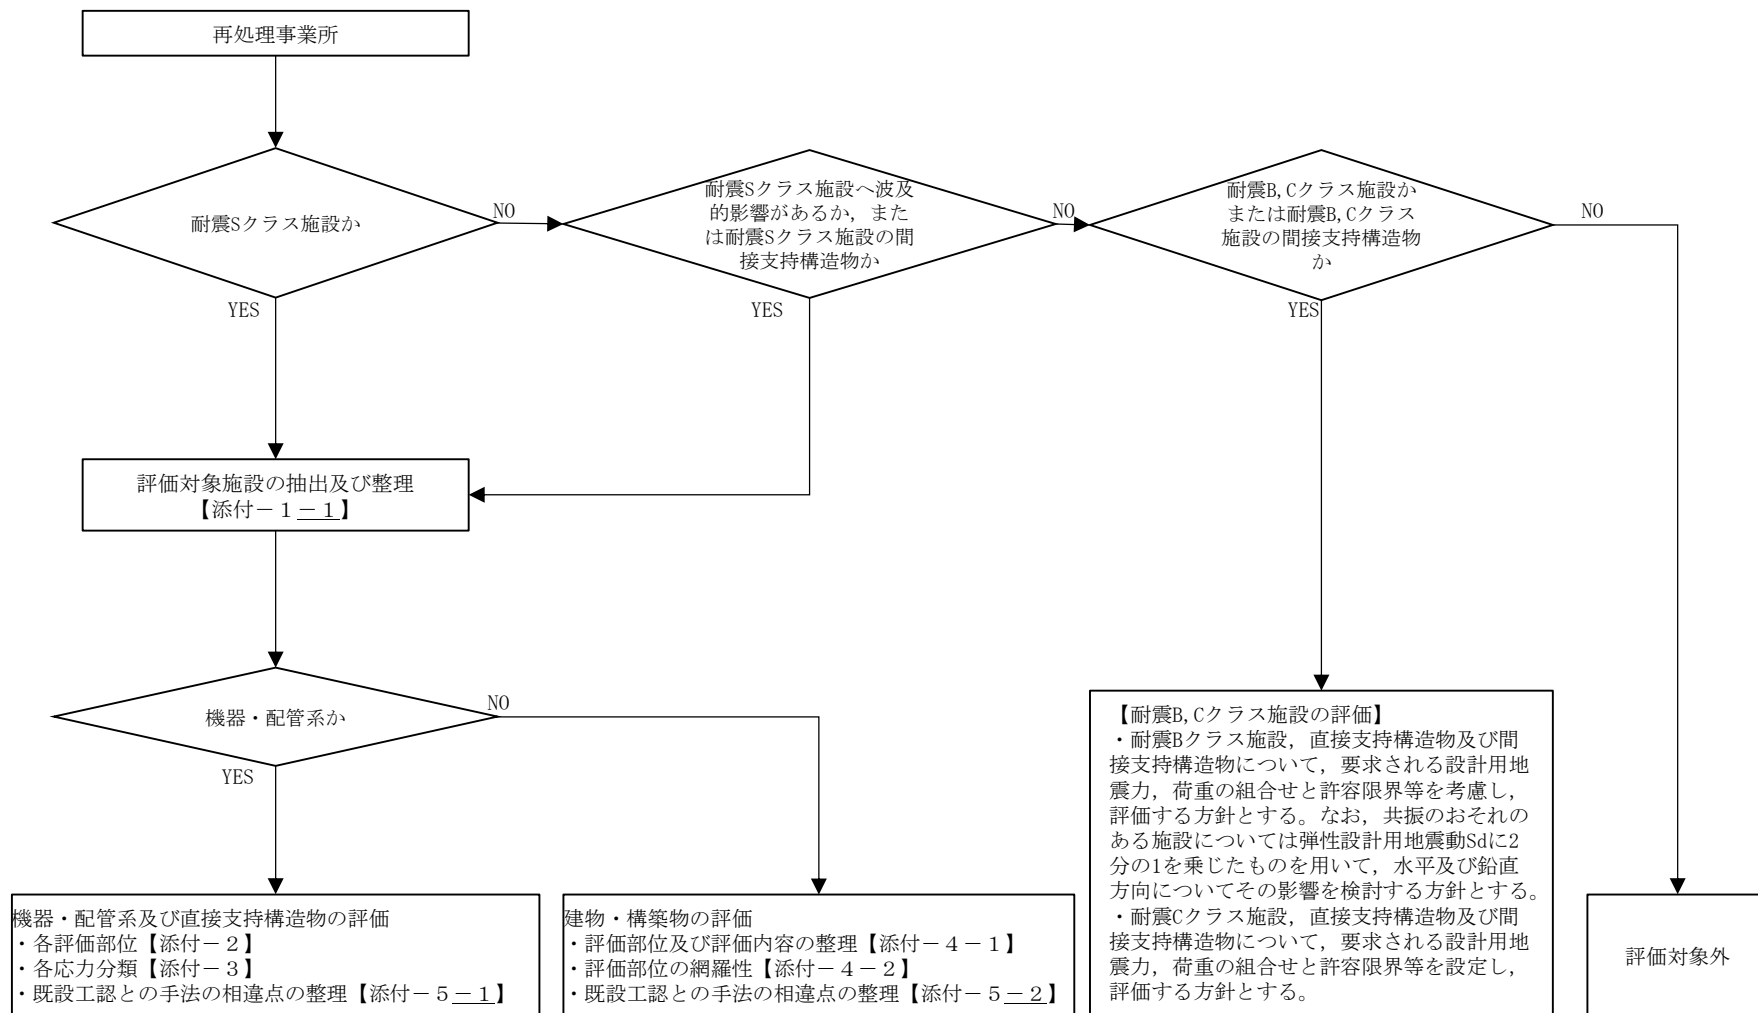 再処理事業所
耐震Sクラス施設か
NO
YES
耐震Sクラス施設へ波及
的影響があるか，また
は耐震Sクラス施設の間
接支持構造物か
NO
YES
耐震B,Cクラス施設か
または耐震B,Cクラス
施設の間接支持構造物
か
NO
YES
評価対象施設の抽出及び整理
【添付－１－１】
機器・配管系か
NO
YES
機器・配管系及び直接支持構造物の評価
・各評価部位【添付－２】
・各応力分類【添付－３】
・既設工認との手法の相違点の整理【添付－５－１】
建物・構築物の評価
・評価部位及び評価内容の整理【添付－４－１】
・評価部位の網羅性【添付－４－２】
・既設工認との手法の相違点の整理【添付－５－２】
【耐震B,Cクラス施設の評価】
・耐震Bクラス施設，直接支持構造物及び間
接支持構造物について，要求される設計用地
震力，荷重の組合せと許容限界等を考慮し，
評価する方針とする。なお，共振のおそれの
ある施設については弾性設計用地震動Sdに2
分の1を乗じたものを用いて，水平及び鉛直
方向についてその影響を検討する方針とする。
・耐震Cクラス施設，直接支持構造物及び間
接支持構造物について，要求される設計用地
震力，荷重の組合せと許容限界等を設定し，
評価する方針とする。
評価対象外